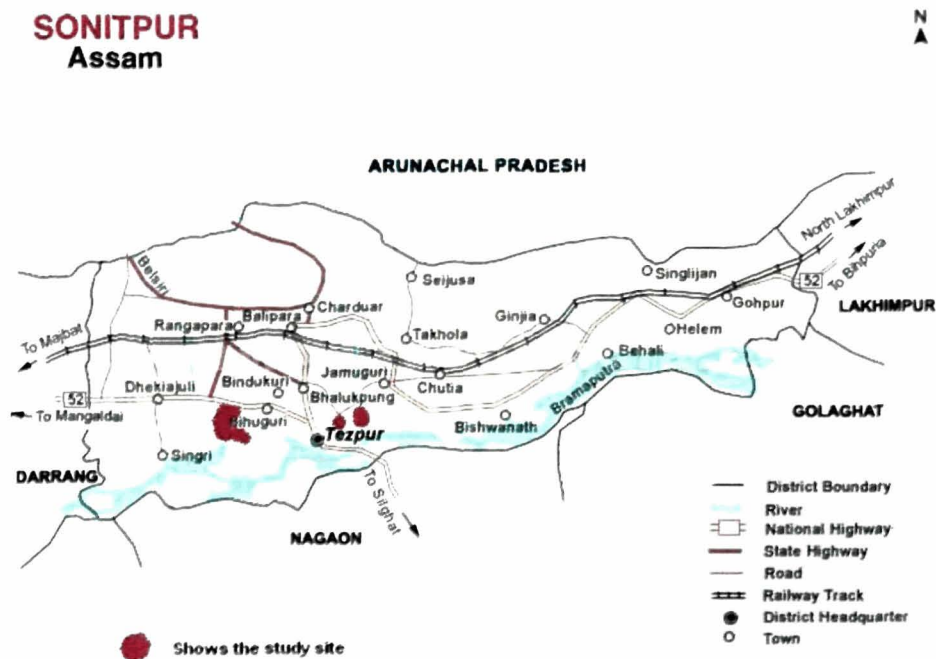 SONITPUR
Assam
N
ARUNACHAL PRADESH
North Lakhimpur
To Bihpuria
52
LAKHIMPUR
Belsiri
Seijusa
Singlijan
Gohpur
Charduar
Balipara
Rangapara
Ginjia
Helem
Takhola
To Majbat
Behali
Jamuguri
Bindukuri
Chutia
Dhekiajuli
Bhalukpung
Bramaputra
52
To Mangaldai
Bihuguri
Bishwanath
GOLAGHAT
Tezpur
Singri
DARRANG
To Silghat
NAGAON
District Boundary
River
National Highway
State Highway
Road
Railway Track
District Headquarter
Town
Shows the study site